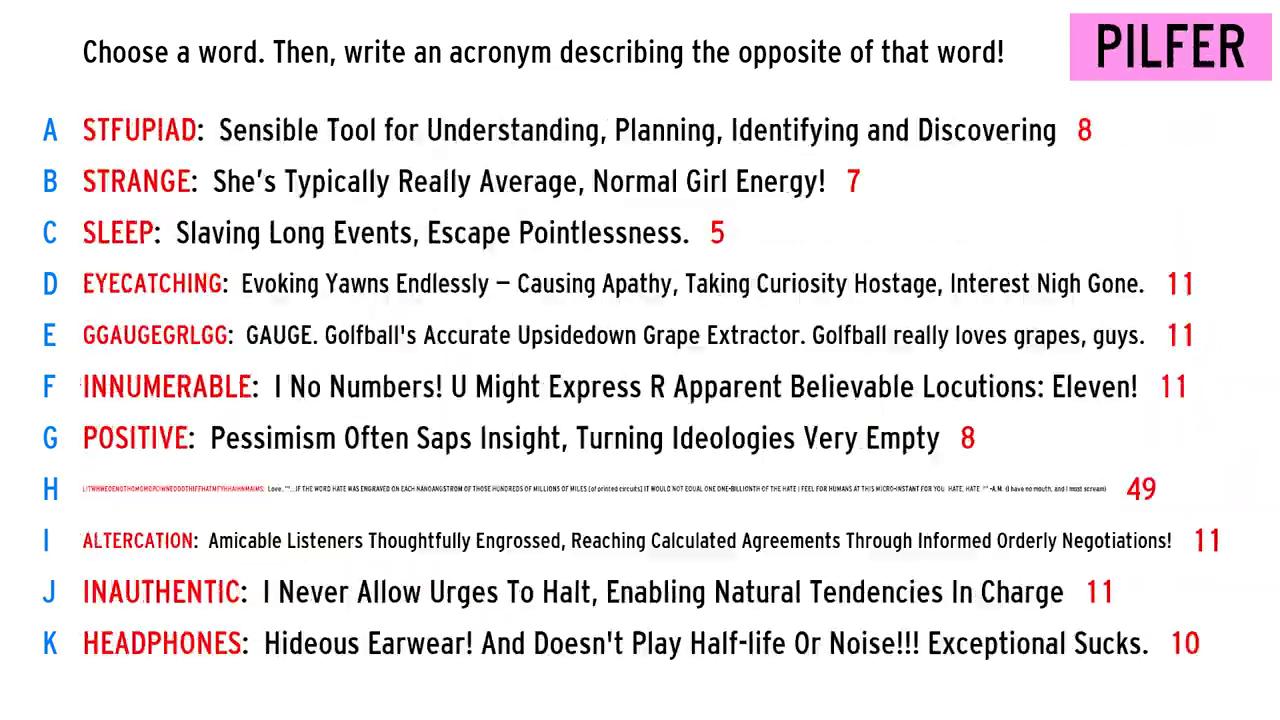 Choose a word. Then, write an acronym describing the opposite of that word!
PILFER
A STFUPIAD: Sensible Tool for Understanding, Planning, Identifying and Discovering 8
B STRANGE: She's Typically Really Average, Normal Girl Energy! 7
C SLEEP: Slaving Long Events, Escape Pointlessness. 5
D EYECATCHING: Evoking Yawns Endlessly – Causing Apathy, Taking Curiosity Hostage, Interest Nigh Gone. 11
E GGAUGEGRLGG: GAUGE. Golfball's Accurate Upsidedown Grape Extractor. Golfball really loves grapes, guys. 11
F INNUMERABLE: I No Numbers! U Might Express R Apparent Believable Locutions: Eleven! 11
G POSITIVE: Pessimism Often Saps Insight, Turning Ideologies Very Empty 8
H Love. "...IF THE WORD HATE WAS ENGRAVED ON EACH NANOANGSTROM OF THOSE HUNDREDS OF MILLIONS OF MILES [of printed circuits] IT WOULD NOT EQUAL ONE ONE-BILLIONTH OF THE HATE I FEEL FOR HUMANS AT THIS MICRO-INSTANT FOR YOU. HATE. HATE." -A.M. (I have no mouth, and I must scream) 49
I ALTERCATION: Amicable Listeners Thoughtfully Engrossed, Reaching Calculated Agreements Through Informed Orderly Negotiations! 11
J INAUTHENTIC: I Never Allow Urges To Halt, Enabling Natural Tendencies In Charge 11
K HEADPHONES: Hideous Earwear! And Doesn't Play Half-life Or Noise!!! Exceptional Sucks. 10